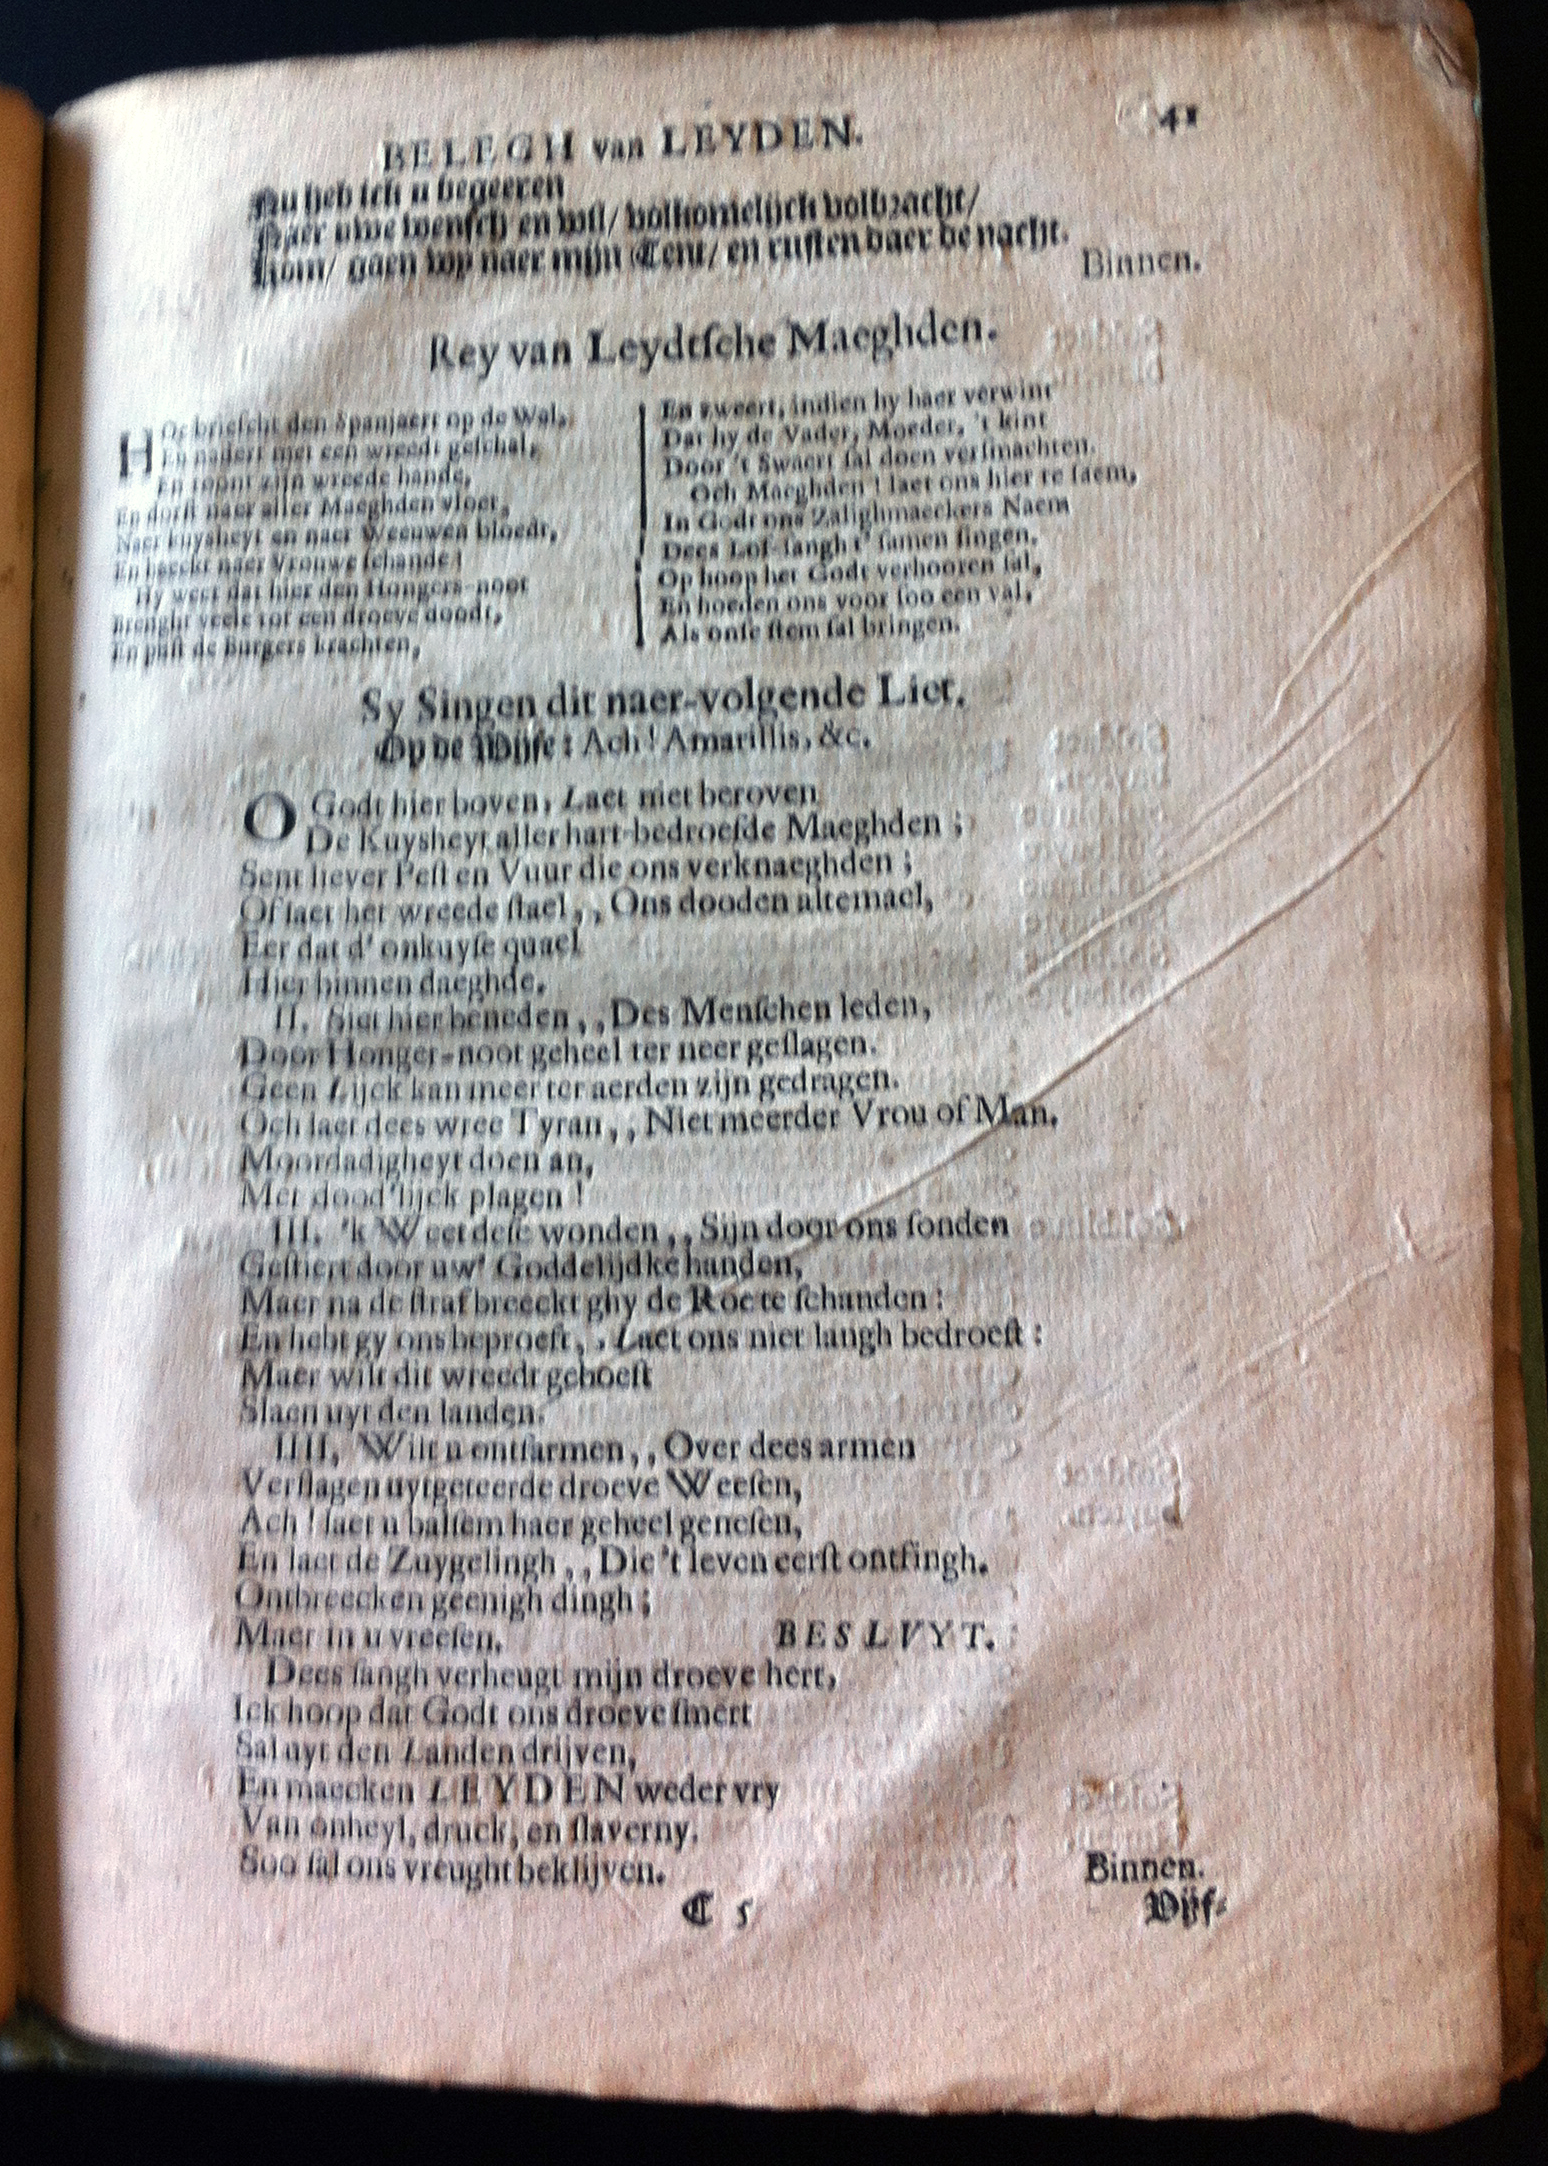 BELEGH van LEYDEN. 41
Nu heb ick u begeeren
Naer uwe wensch en wil/ volkomelijck volbracht/
Kom/ gaen wy naer mijn Tent/ en rusten daer de nacht.
Binnen.
Rey van Leydtſche Maeghden.
HOe brieſcht den Spanjaert op de Wal,
En balſert met een wreedt geſchal,
En toont zijn wreede hande,
En dorſt naer aller Maeghden vloet,
Naer kuysheyt en naer Weeuwen bloedt,
En haeckt naer Vrouwe ſchande!
Hy weet dat hier den Hongers-noot
Brenght veele tot een droeve doodt,
En paſt de Burgers krachten,
En zweert, indien hy haer verwint
Dat hy de Vader, Moeder, 't kint
Door 't Swaert ſal doen verſmachten.
Och Maeghden! laet ons hier te ſaem,
In Godt ons Zalighmaeckers Naem
Dees Lof-ſangh t' ſamen ſingen.
Op hoop het Godt verhooren ſal,
En hoeden ons voor ſoo een val,
Als onſe ſtem ſal bringen.
Sy Singen dit naer-volgende Liet.
Op de Wijſe: Ach! Amarillis, &c.
O Godt hier boven, Laet niet beroven
De Kuysheyt aller hart-bedroefde Maeghden;
Sent liever Peſt en Vuur die ons verknaeghden;
Of laet het wreede ſtael,, Ons dooden altemael,
Eer dat d' onkuyſe quael
Hier binnen daeghde.
II. Siet hier beneden,, Des Menſchen leden,
Door Honger-noot geheel ter neer geſlagen.
Geen Lijck kan meer ter aerden zijn gedragen.
Och laet dees wree Tyran,, Niet meerder Vrou of Man.
Moordadigheyt doen an,
Met dood'lijck plagen!
III. 'k Weet deſe wonden,, Sijn door ons ſonden
Geſtiert door uw' Goddelijdke handen,
Maer na de ſtraf breeckt ghy de Roe te ſchanden:
En hebt gy ons beproeft,, Laet ons niet langh bedroeft:
Maer wilt dit wreedt geboeft
Slaen uyt den landen.
IIII, Wilt u ontfarmen,, Over dees armen
Verſlagen uytgeteerde droeve Weeſen,
Ach! laet u balſem haer geheel geneſen,
En laet de Zuygelingh,, Die 't leven eerſt ontfingh.
Ontbreecken geenigh dingh;
Maer in u vreeſen. BESLVYT.
Dees ſangh verheugt mijn droeve hert,
Ick hoop dat Godt ons droeve ſmert
Sal uyt den Landen drijven,
En maecken LEYDEN weder vry
Van onheyl, druck, en ſlaverny.
Soo ſal ons vreught beklijven. Binnen.
C 5 Vijf-